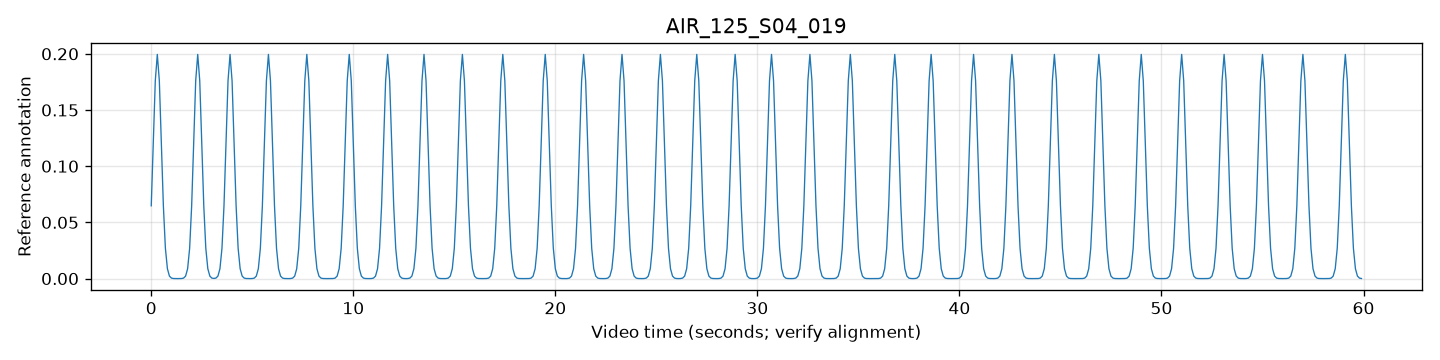 AIR_125_S04_019
Reference annotation
0.20
0.15
0.10
0.05
0.00
0 10 20 30 40 50 60
Video time (seconds; verify alignment)